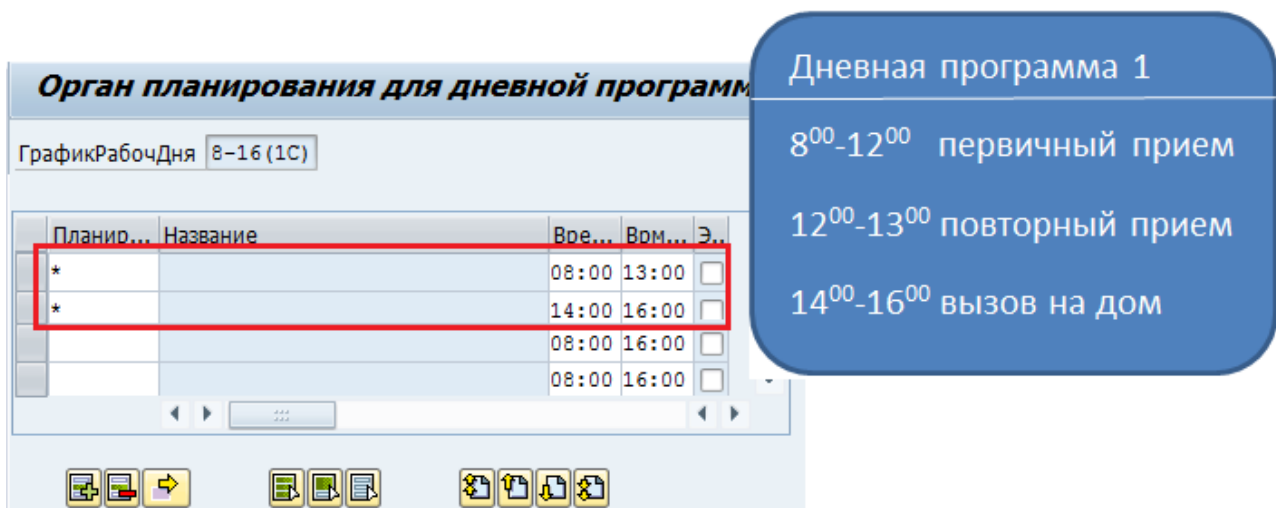 Орган планирования для дневной программ
ГрафикРабочДня 8-16(1С)
Планир... Название Вре... Врм... Э..
* 08:00 13:00
* 14:00 16:00
08:00 16:00
08:00 16:00
Дневная программа 1
8⁰⁰-12⁰⁰ первичный прием
12⁰⁰-13⁰⁰ повторный прием
14⁰⁰-16⁰⁰ вызов на дом